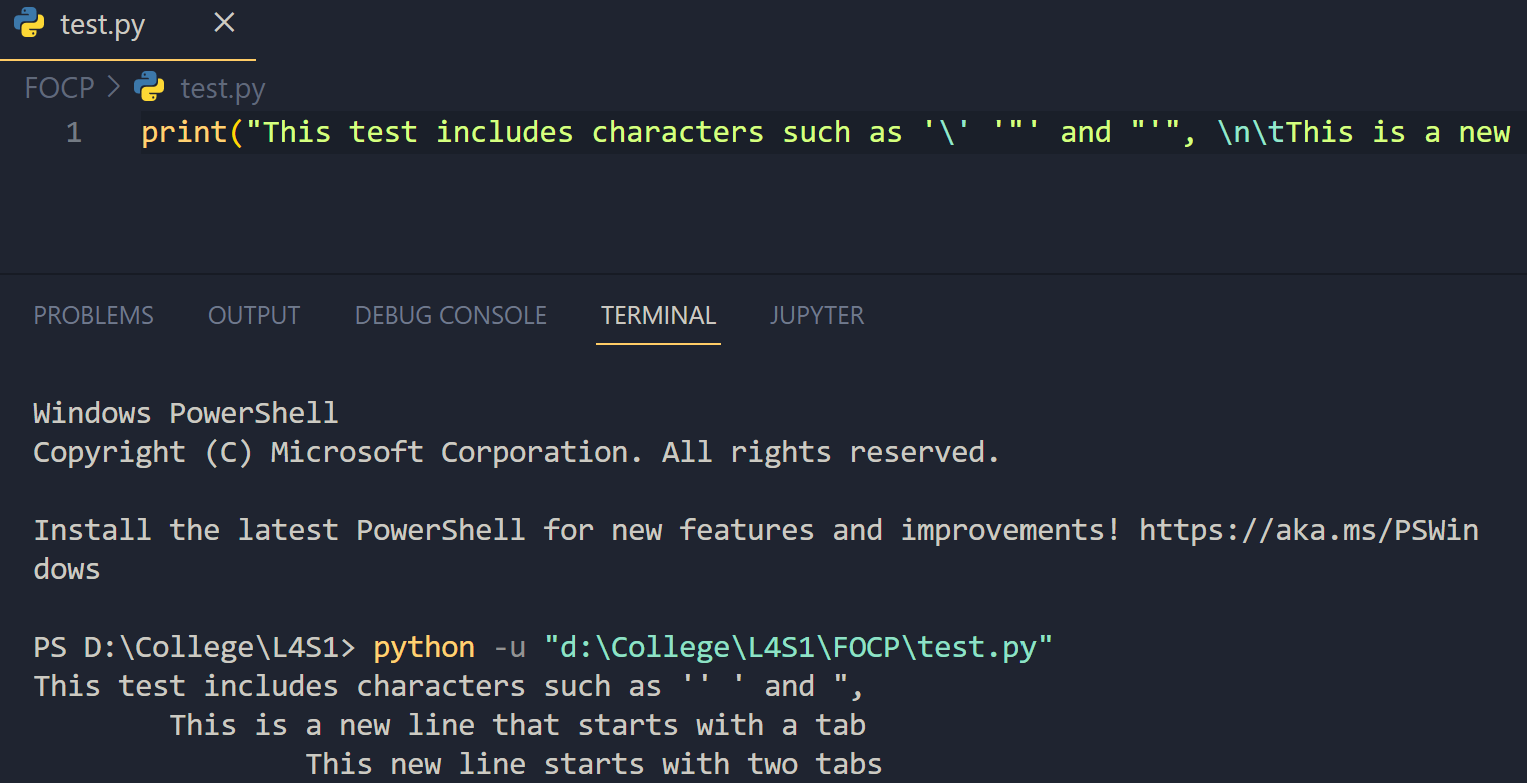 test.py
FOCP > test.py
1 print("This test includes characters such as '\' '"' and "'", \n\tThis is a new
PROBLEMS OUTPUT DEBUG CONSOLE TERMINAL JUPYTER
Windows PowerShell
Copyright (C) Microsoft Corporation. All rights reserved.
Install the latest PowerShell for new features and improvements! https://aka.ms/PSWin
dows
PS D:\College\L4S1> python -u "d:\College\L4S1\FOCP\test.py"
This test includes characters such as '' ' and ",
This is a new line that starts with a tab
This new line starts with two tabs